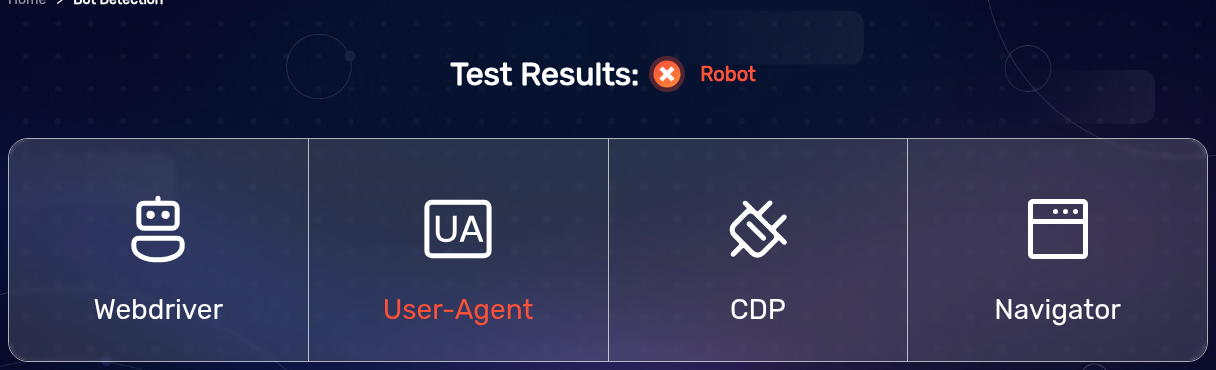 Home > Bot Detection
Test Results: Robot
UA
Webdriver User-Agent CDP Navigator